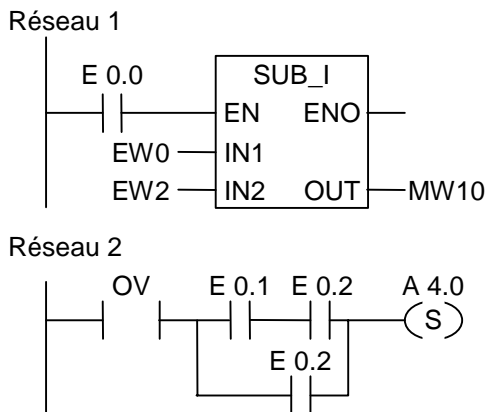 Réseau 1
E 0.0
SUB_I
EN ENO
EW0 IN1
EW2 IN2 OUT MW10
Réseau 2
OV E 0.1 E 0.2 A 4.0
S
E 0.2